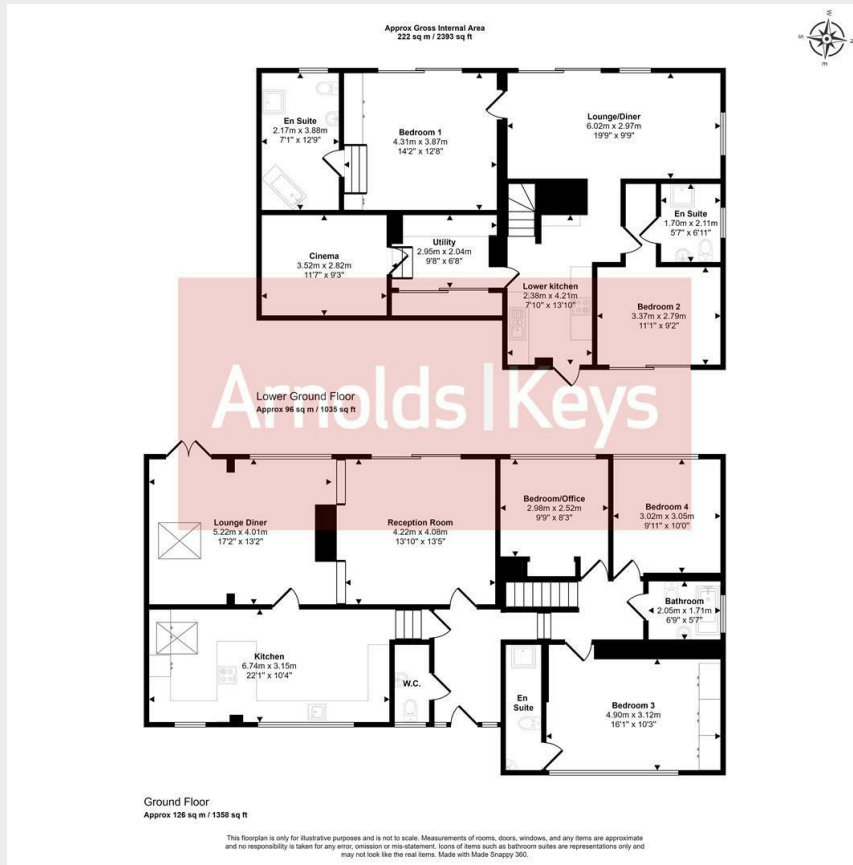 Approx Gross Internal Area
222 sq m / 2393 sq ft
W
S
N
E
En Suite
2.17m x 3.88m
7'1" x 12'9"
Bedroom 1
4.31m x 3.87m
14'2" x 12'8"
Lounge/Diner
6.02m x 2.97m
19'9" x 9'9"
En Suite
1.70m x 2.11m
5'7" x 6'11"
Cinema
3.52m x 2.82m
11'7" x 9'3"
Utility
2.95m x 2.04m
9'8" x 6'8"
Lower kitchen
2.38m x 4.21m
7'10" x 13'10"
Bedroom 2
3.37m x 2.79m
11'1" x 9'2"
Arnolds | Keys
Lower Ground Floor
Approx 96 sq m / 1035 sq ft
Lounge Diner
5.22m x 4.01m
17'2" x 13'2"
Reception Room
4.22m x 4.08m
13'10" x 13'5"
Bedroom/Office
2.98m x 2.52m
9'9" x 8'3"
Bedroom 4
3.02m x 3.05m
9'11" x 10'0"
Bathroom
2.05m x 1.71m
6'9" x 5'7"
Kitchen
6.74m x 3.15m
22'1" x 10'4"
W.C.
En
Suite
Bedroom 3
4.90m x 3.12m
16'1" x 10'3"
Ground Floor
Approx 126 sq m / 1358 sq ft
This floorplan is only for illustrative purposes and is not to scale. Measurements of rooms, doors, windows, and any items are approximate
and no responsibility is taken for any error, omission or mis-statement. Icons of items such as bathroom suites are representations only and
may not look like the real items. Made with Made Snappy 360.